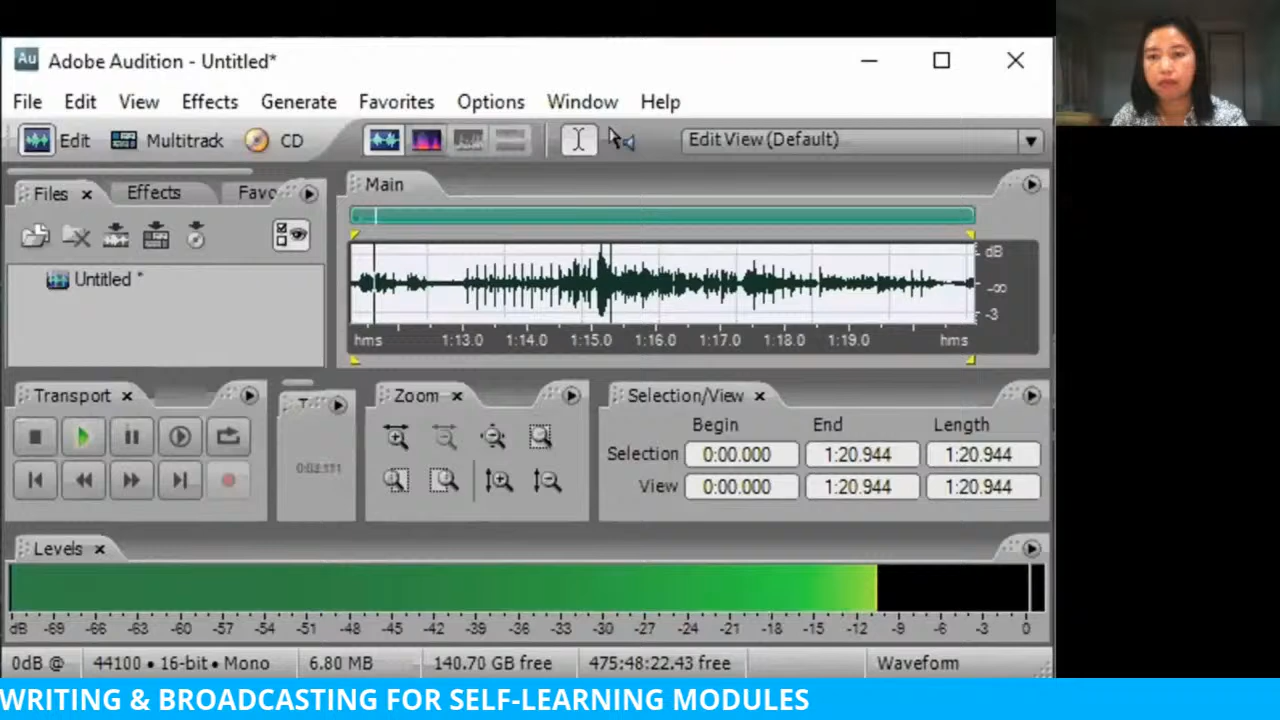 Au Adobe Audition - Untitled*
File Edit View Effects Generate Favorites Options Window Help
Edit Multitrack CD Edit View (Default)
Files Effects Main
Untitled *
dB
-∞
-3
hms 1:13.0 1:14.0 1:15.0 1:16.0 1:17.0 1:18.0 1:19.0 hms
Transport Zoom Selection/View
Begin End Length
Selection 0:00.000 1:20.944 1:20.944
View 0:00.000 1:20.944 1:20.944
Levels
dB -69 -66 -63 -60 -57 -54 -51 -48 -45 -42 -39 -36 -33 -30 -27 -24 -21 -18 -15 -12 -9 -6 -3 0
0dB @ 44100 • 16-bit • Mono 6.80 MB 140.70 GB free 475:48:22.43 free Waveform
WRITING & BROADCASTING FOR SELF-LEARNING MODULES